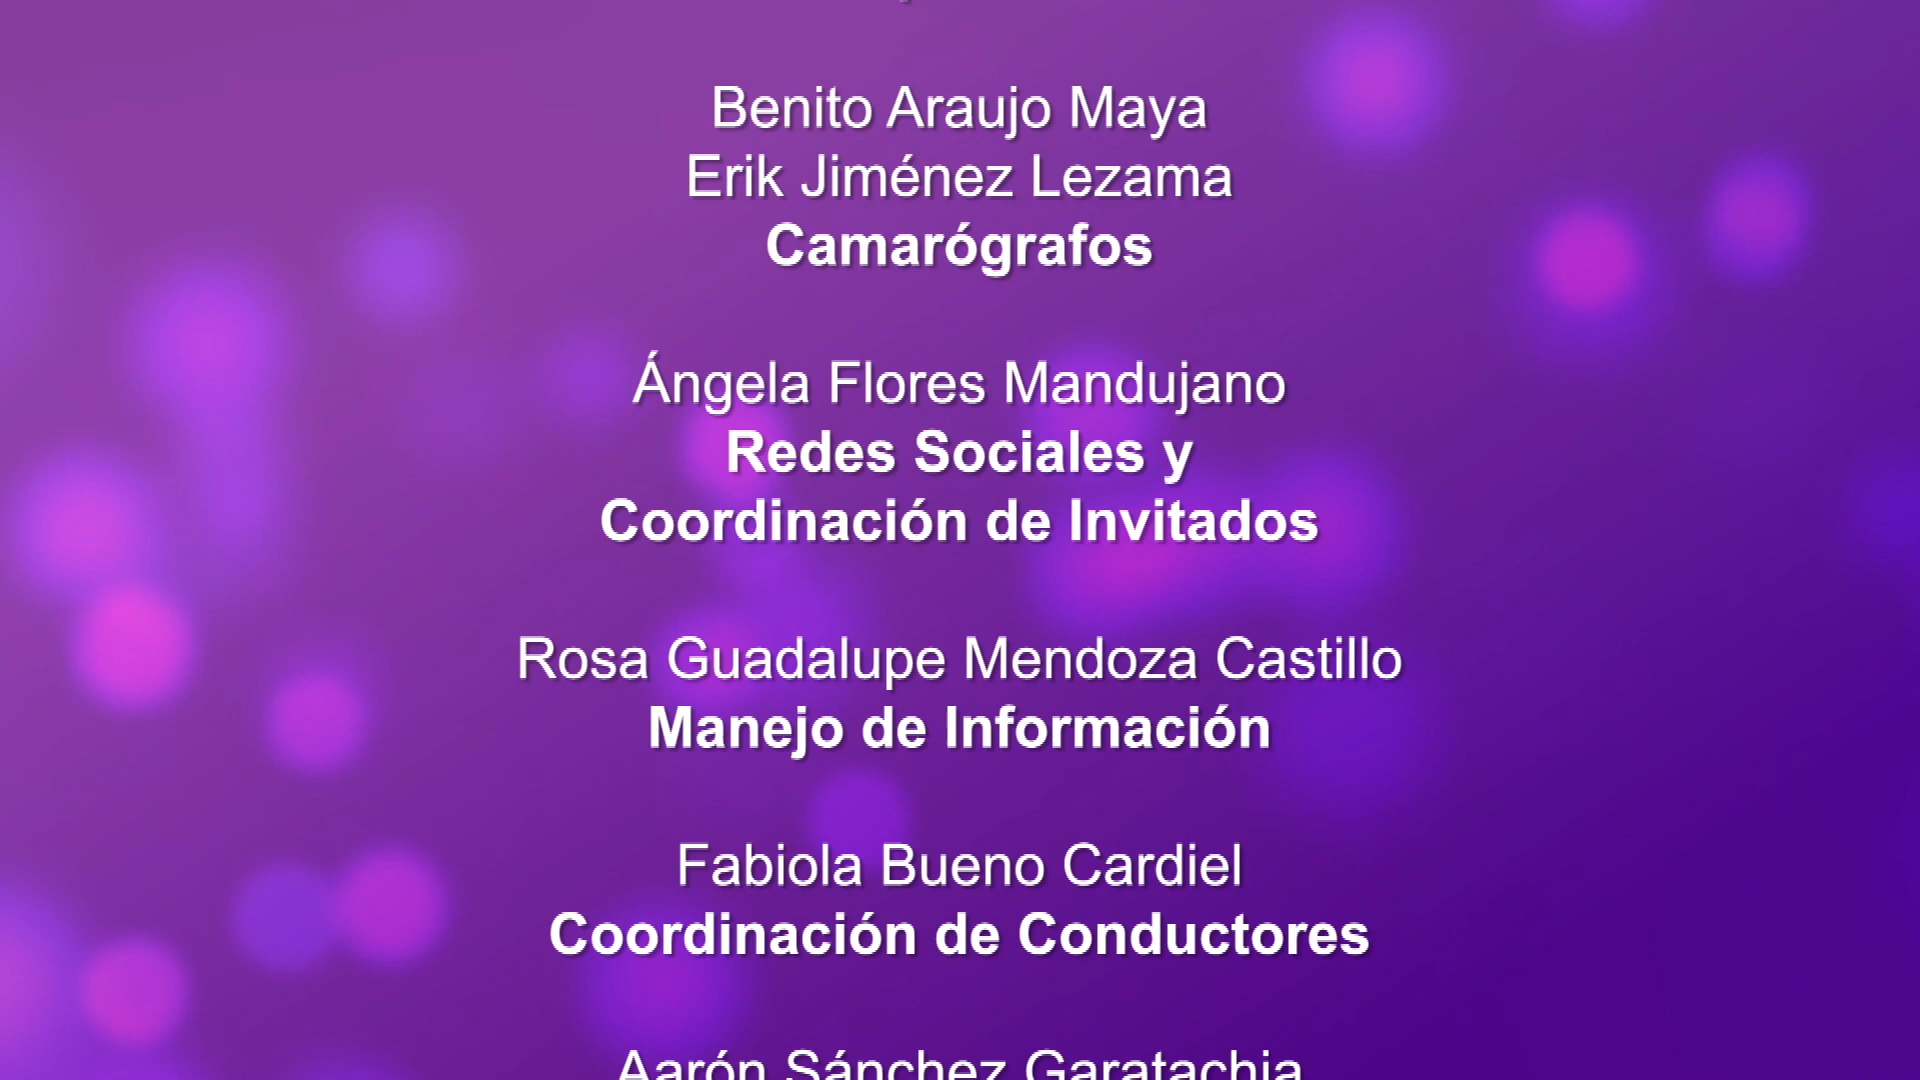 Benito Araujo Maya
Erik Jiménez Lezama
Camarógrafos
Ángela Flores Mandujano
Redes Sociales y
Coordinación de Invitados
Rosa Guadalupe Mendoza Castillo
Manejo de Información
Fabiola Bueno Cardiel
Coordinación de Conductores
Aarón Sánchez Garatachia